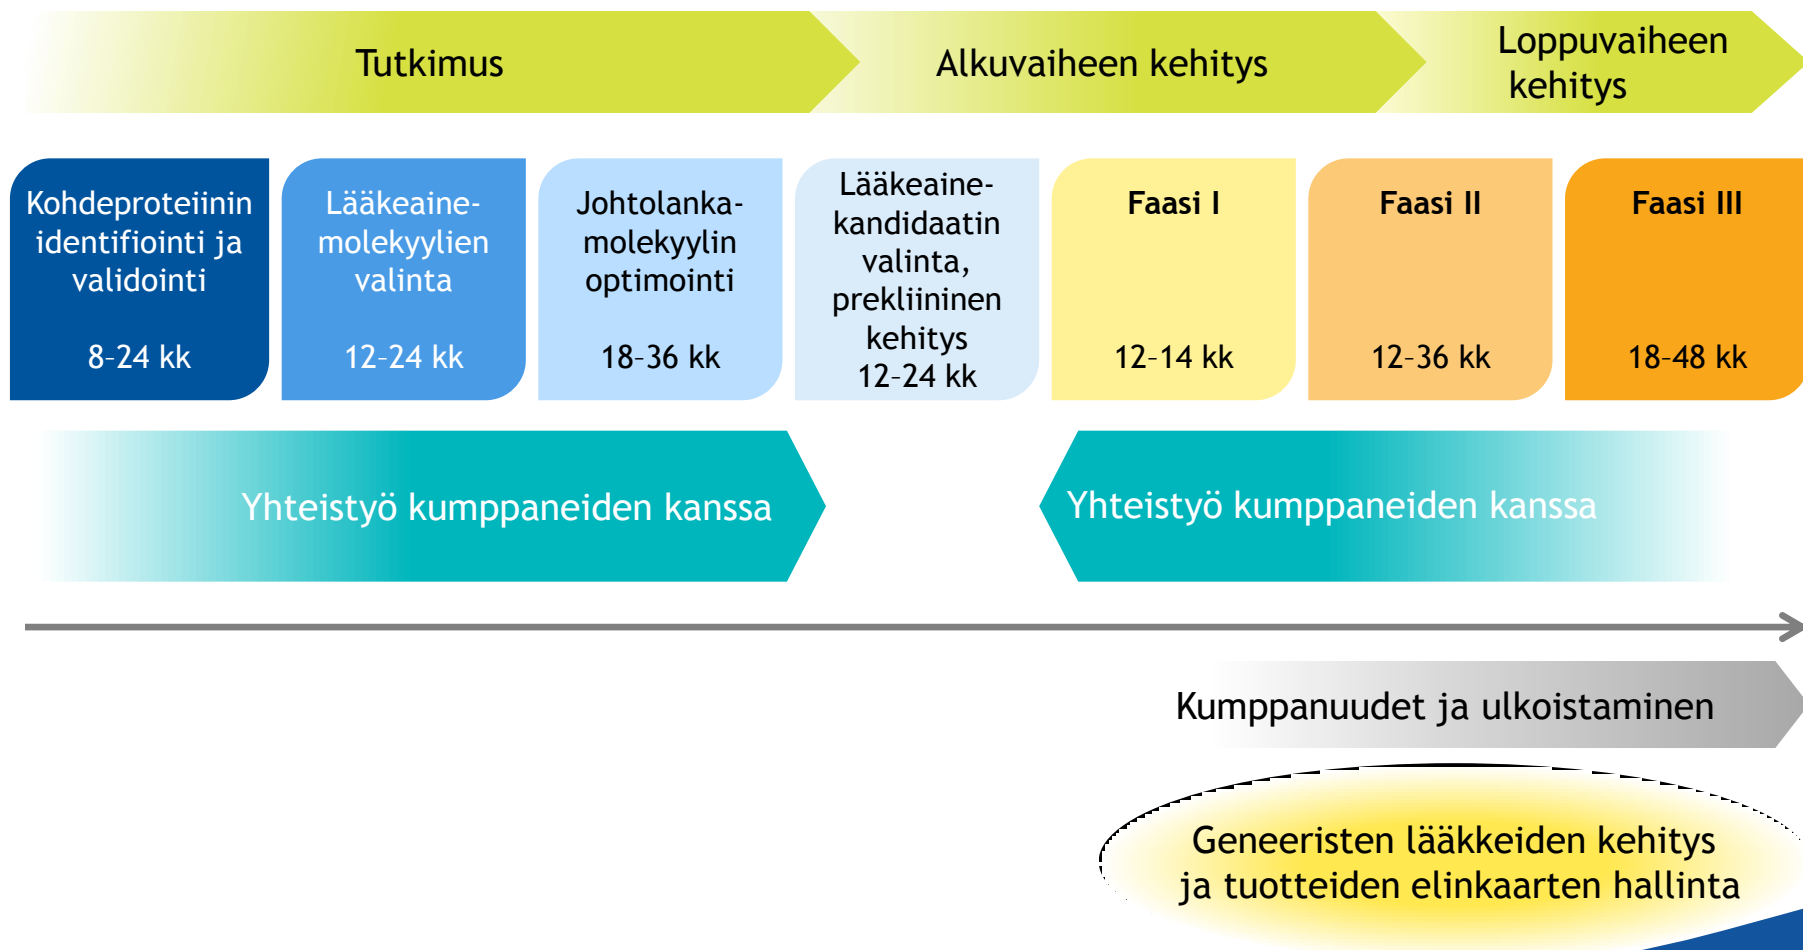 Tutkimus
Alkuvaiheen kehitys
Loppuvaiheen
kehitys
Kohdeproteiinin
identifiointi ja
validointi
8–24 kk
Lääkeaine-
molekyylien
valinta
12–24 kk
Johtolanka-
molekyylin
optimointi
18–36 kk
Lääkeaine-
kandidaatin
valinta,
prekliininen
kehitys
12–24 kk
Faasi I
12–14 kk
Faasi II
12–36 kk
Faasi III
18–48 kk
Yhteistyö kumppaneiden kanssa
Yhteistyö kumppaneiden kanssa
Kumppanuudet ja ulkoistaminen
Geneeristen lääkkeiden kehitys
ja tuotteiden elinkaarten hallinta